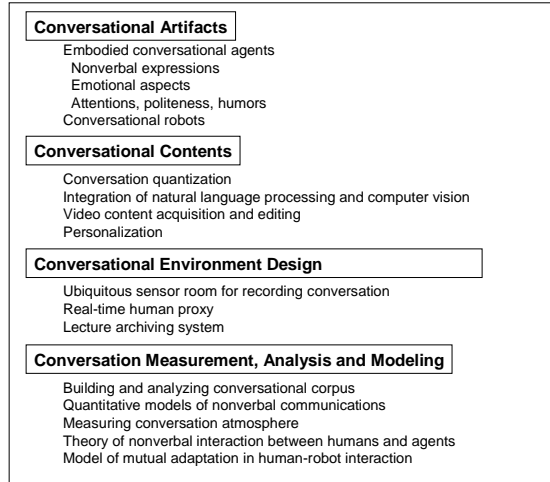 Conversational Artifacts
Embodied conversational agents
Nonverbal expressions
Emotional aspects
Attentions, politeness, humors
Conversational robots
Conversational Contents
Conversation quantization
Integration of natural language processing and computer vision
Video content acquisition and editing
Personalization
Conversational Environment Design
Ubiquitous sensor room for recording conversation
Real-time human proxy
Lecture archiving system
Conversation Measurement, Analysis and Modeling
Building and analyzing conversational corpus
Quantitative models of nonverbal communications
Measuring conversation atmosphere
Theory of nonverbal interaction between humans and agents
Model of mutual adaptation in human-robot interaction